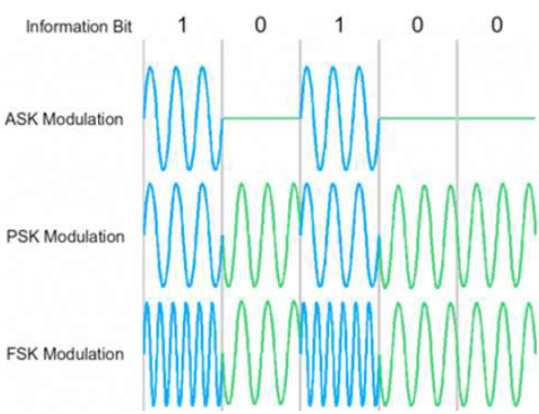 Information Bit 1 0 1 0 0
ASK Modulation
PSK Modulation
FSK Modulation